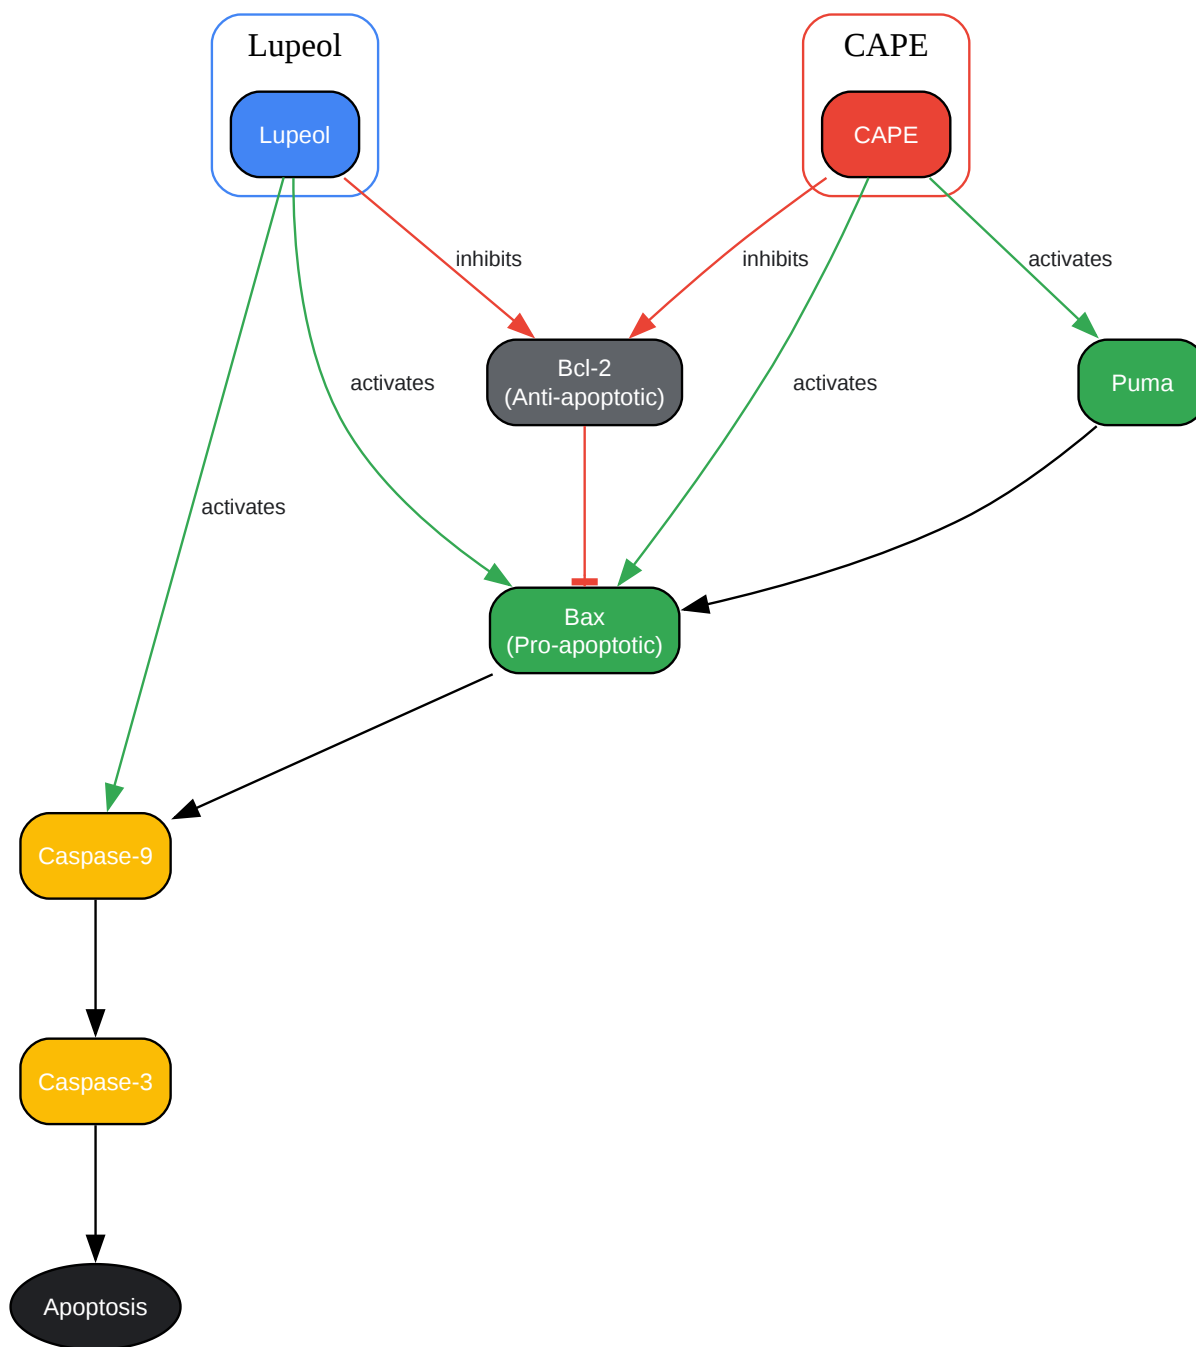 Lupeol
CAPE
Lupeol
CAPE
inhibits
inhibits
activates
Bcl-2
(Anti-apoptotic)
activates
activates
Puma
activates
Bax
(Pro-apoptotic)
Caspase-9
Caspase-3
Apoptosis